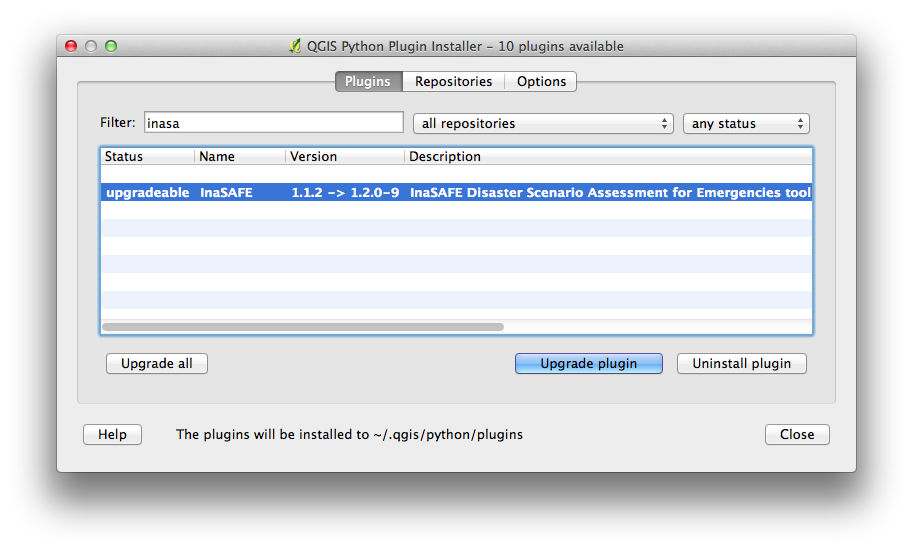 QGIS Python Plugin Installer - 10 plugins available
Plugins Repositories Options
Filter: inasa all repositories any status
Status Name Version Description
upgradeable InaSAFE 1.1.2 -> 1.2.0-9 InaSAFE Disaster Scenario Assessment for Emergencies tool
Upgrade all Upgrade plugin Uninstall plugin
Help The plugins will be installed to ~/.qgis/python/plugins Close